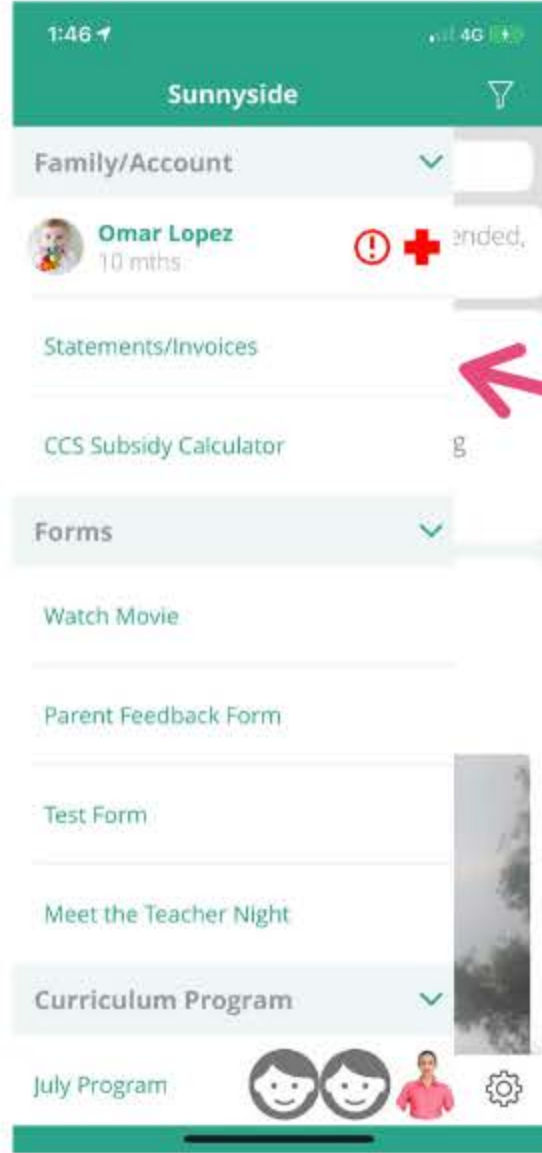 1:46
4G
Sunnyside
Family/Account
Omar Lopez
10 mths
ended,
Statements/Invoices
CCS Subsidy Calculator
g
Forms
Watch Movie
Parent Feedback Form
Test Form
Meet the Teacher Night
Curriculum Program
July Program